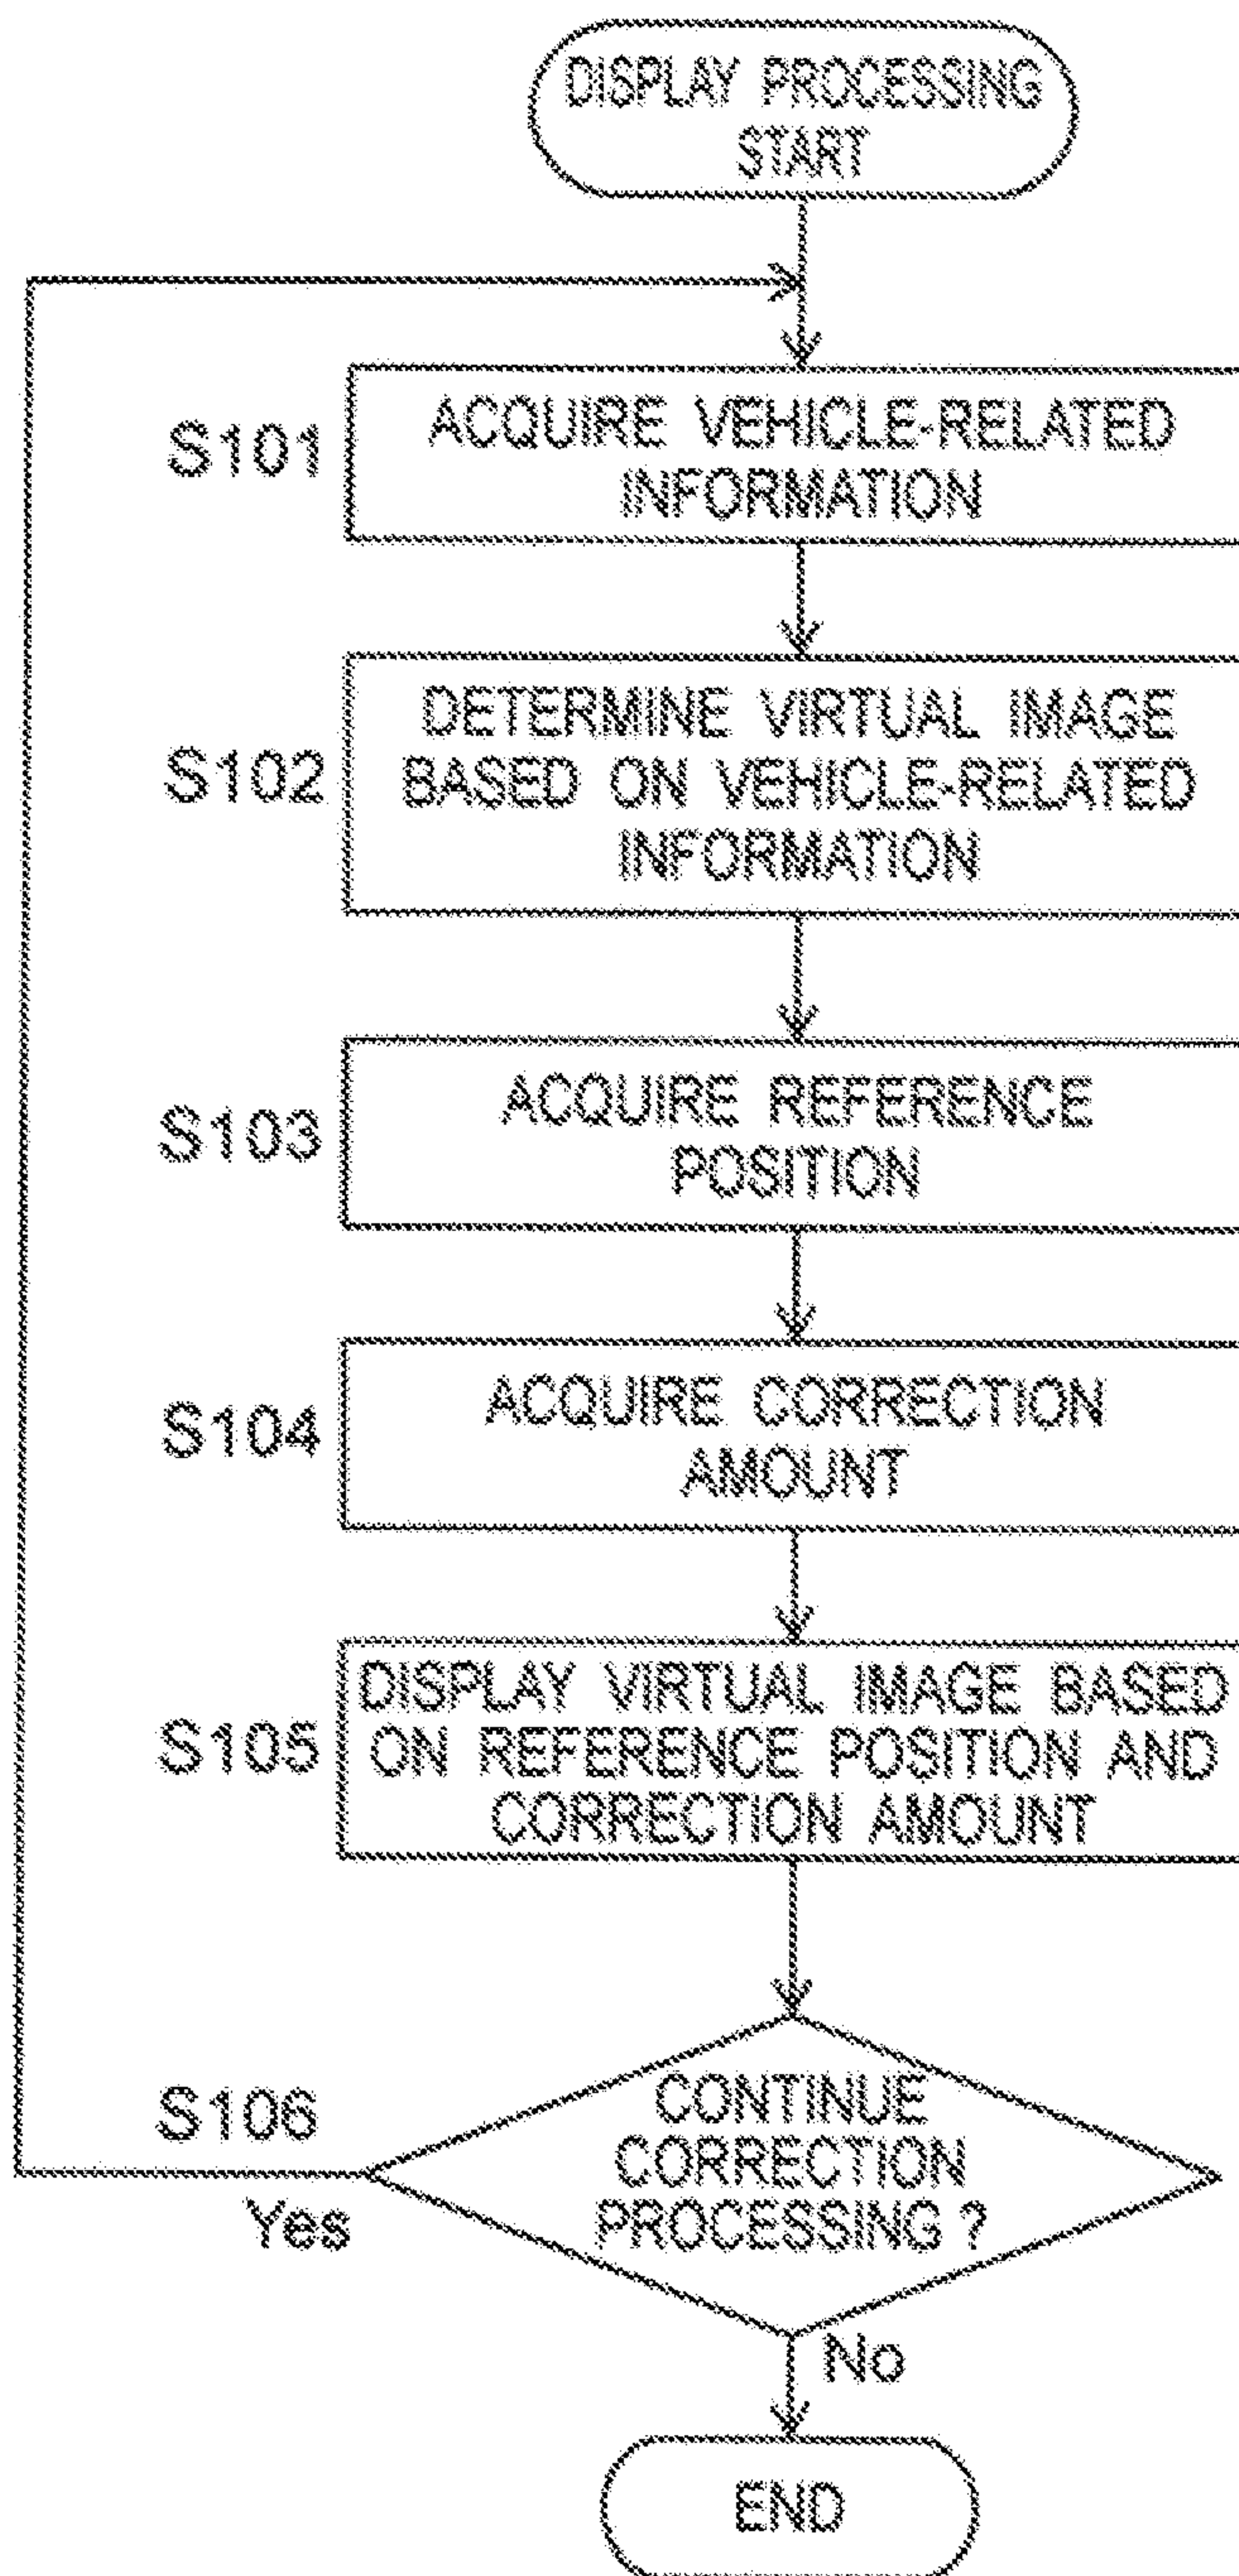 DISPLAY PROCESSING
START
S101
ACQUIRE VEHICLE-RELATED
INFORMATION
S102
DETERMINE VIRTUAL IMAGE
BASED ON VEHICLE-RELATED
INFORMATION
S103
ACQUIRE REFERENCE
POSITION
S104
ACQUIRE CORRECTION
AMOUNT
S105
DISPLAY VIRTUAL IMAGE BASED
ON REFERENCE POSITION AND
CORRECTION AMOUNT
S106
CONTINUE
CORRECTION
PROCESSING ?
Yes
No
END